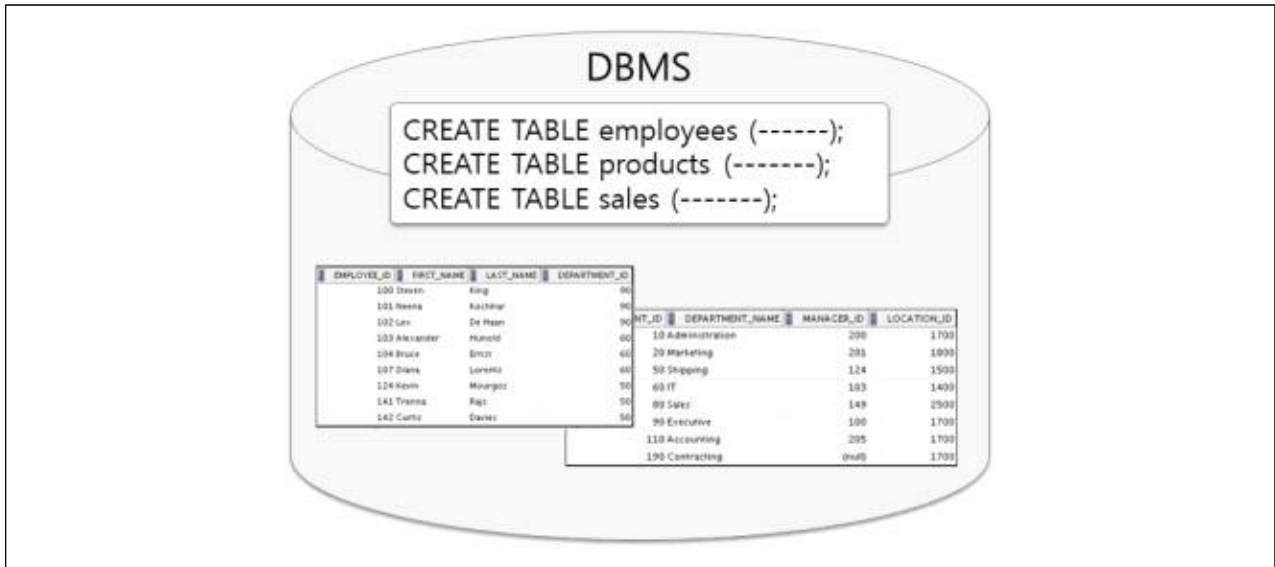 DBMS
CREATE TABLE employees (------);
CREATE TABLE products (-------);
CREATE TABLE sales (-------);
EMPLOYEE_ID FIRST_NAME LAST_NAME DEPARTMENT_ID
100 Steven King 90
101 Neena Kochhar 90
102 Lex De Haan 90
103 Alexander Hunold 60
104 Bruce Ernst 60
107 Diana Lorentz 60
124 Kevin Mourgos 50
141 Trenna Rajs 50
142 Curtis Davies 50
NT_ID DEPARTMENT_NAME MANAGER_ID LOCATION_ID
10 Administration 200 1700
20 Marketing 201 1800
50 Shipping 124 1500
60 IT 103 1400
80 Sales 149 2500
90 Executive 100 1700
110 Accounting 205 1700
190 Contracting (null) 1700